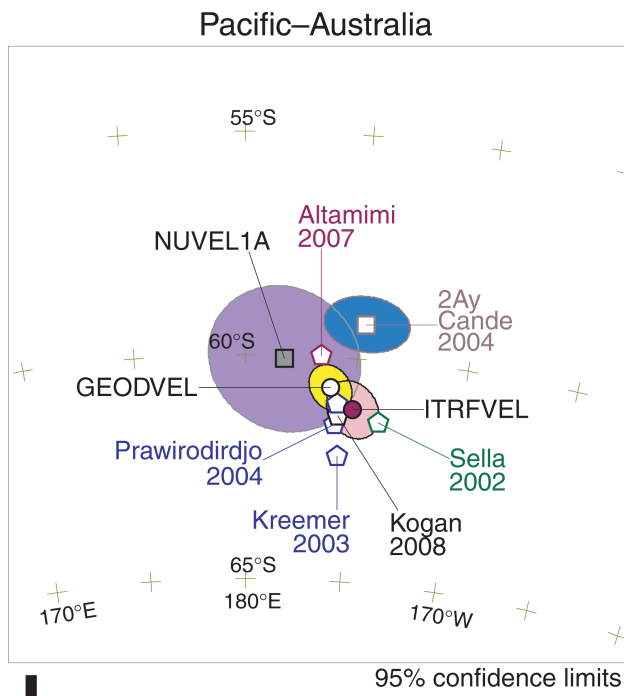 Pacific–Australia
55°S
Altamimi
2007
NUVEL1A
2Ay
Cande
2004
60°S
GEODVEL
ITRFVEL
Prawirodirdjo
2004
Sella
2002
Kreemer
2003
Kogan
2008
65°S
180°E
170°E
170°W
95% confidence limits